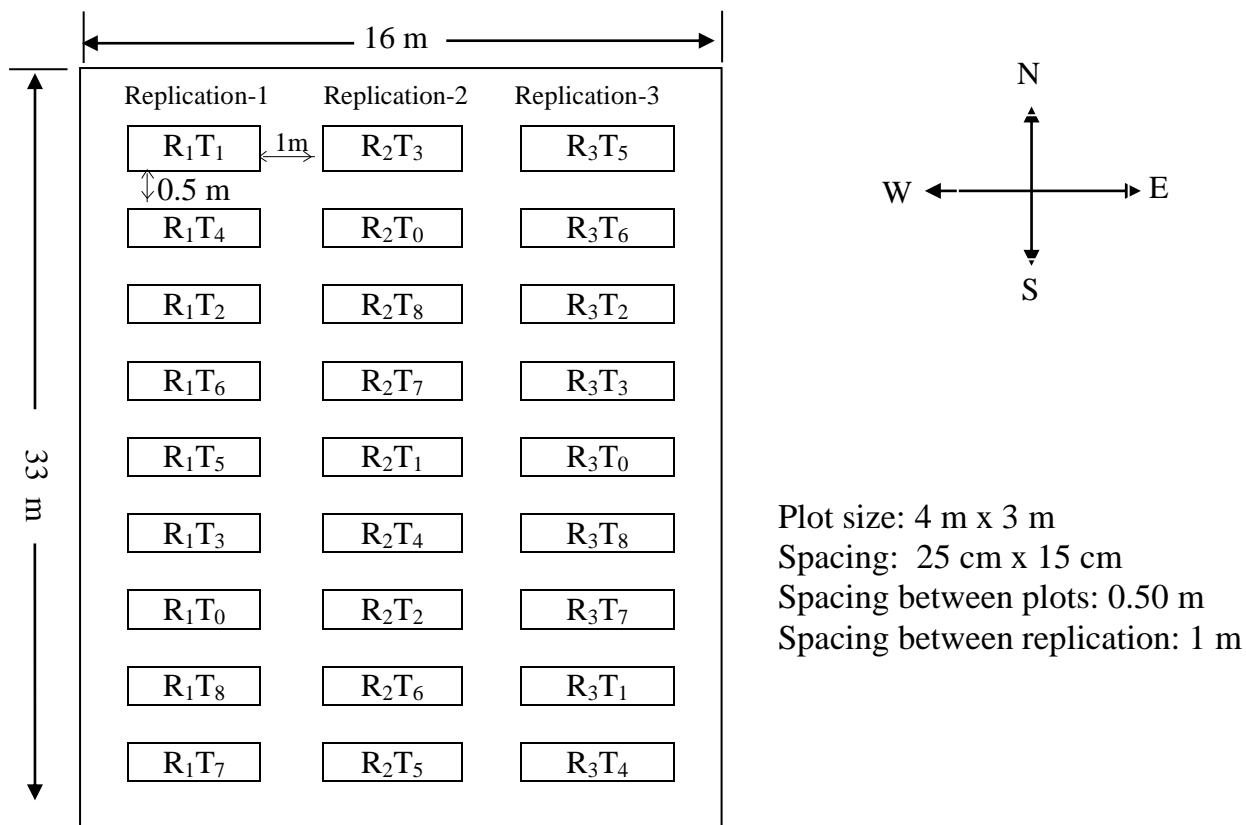 16 m
N
Replication-1 Replication-2 Replication-3
R₁T₁ 1m R₂T₃ R₃T₅
0.5 m
W E
R₁T₄ R₂T₀ R₃T₆
S
R₁T₂ R₂T₈ R₃T₂
R₁T₆ R₂T₇ R₃T₃
R₁T₅ R₂T₁ R₃T₀
33 m
R₁T₃ R₂T₄ R₃T₈
R₁T₀ R₂T₂ R₃T₇
R₁T₈ R₂T₆ R₃T₁
R₁T₇ R₂T₅ R₃T₄
Plot size: 4 m x 3 m
Spacing: 25 cm x 15 cm
Spacing between plots: 0.50 m
Spacing between replication: 1 m